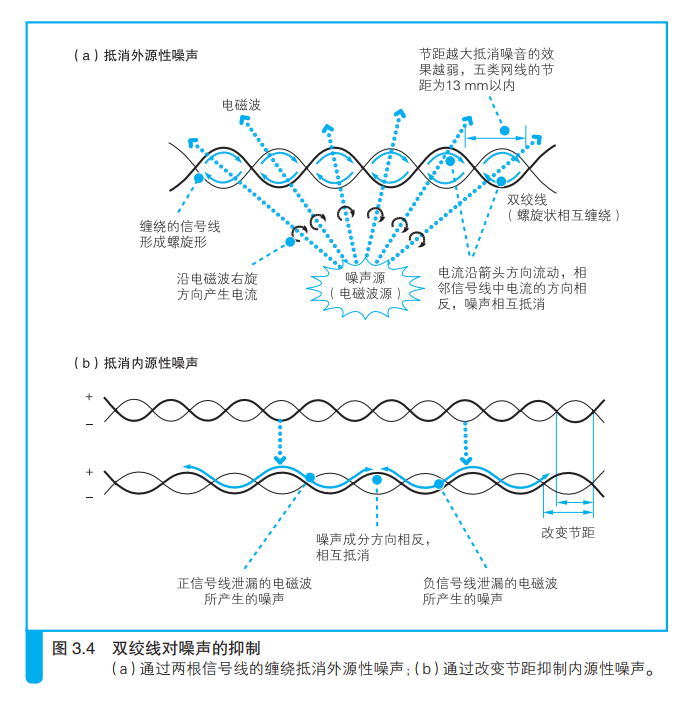 (a)抵消外源性噪声
节距越大抵消噪音的效
果越弱，五类网线的节
距为13 mm以内
电磁波
缠绕的信号线
形成螺旋形
双绞线
(螺旋状相互缠绕)
沿电磁波右旋
方向产生电流
噪声源
(电磁波源)
电流沿箭头方向流动，相
邻信号线中电流的方向相
反，噪声相互抵消
(b)抵消内源性噪声
+
−
+
−
改变节距
噪声成分方向相反，
相互抵消
正信号线泄漏的电磁波
所产生的噪声
负信号线泄漏的电磁波
所产生的噪声
图 3.4 双绞线对噪声的抑制
(a)通过两根信号线的缠绕抵消外源性噪声；(b)通过改变节距抑制内源性噪声。